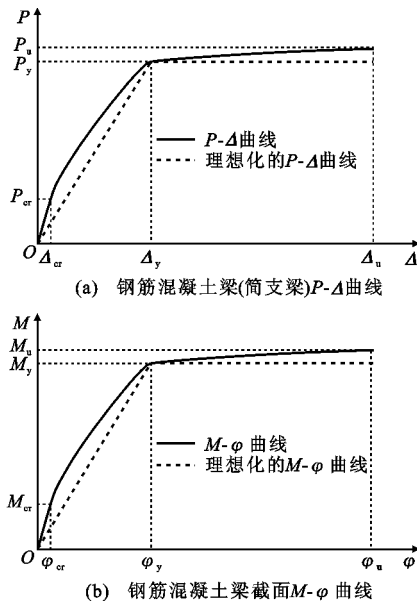 P
P_u
P_y
P-Δ曲线
理想化的P-Δ曲线
P_cr
O Δ_cr Δ_y Δ_u Δ
(a) 钢筋混凝土梁(简支梁)P-Δ曲线
M
M_u
M_y
M-φ 曲线
理想化的M-φ 曲线
M_cr
O φ_cr φ_y φ_u φ
(b) 钢筋混凝土梁截面M-φ 曲线